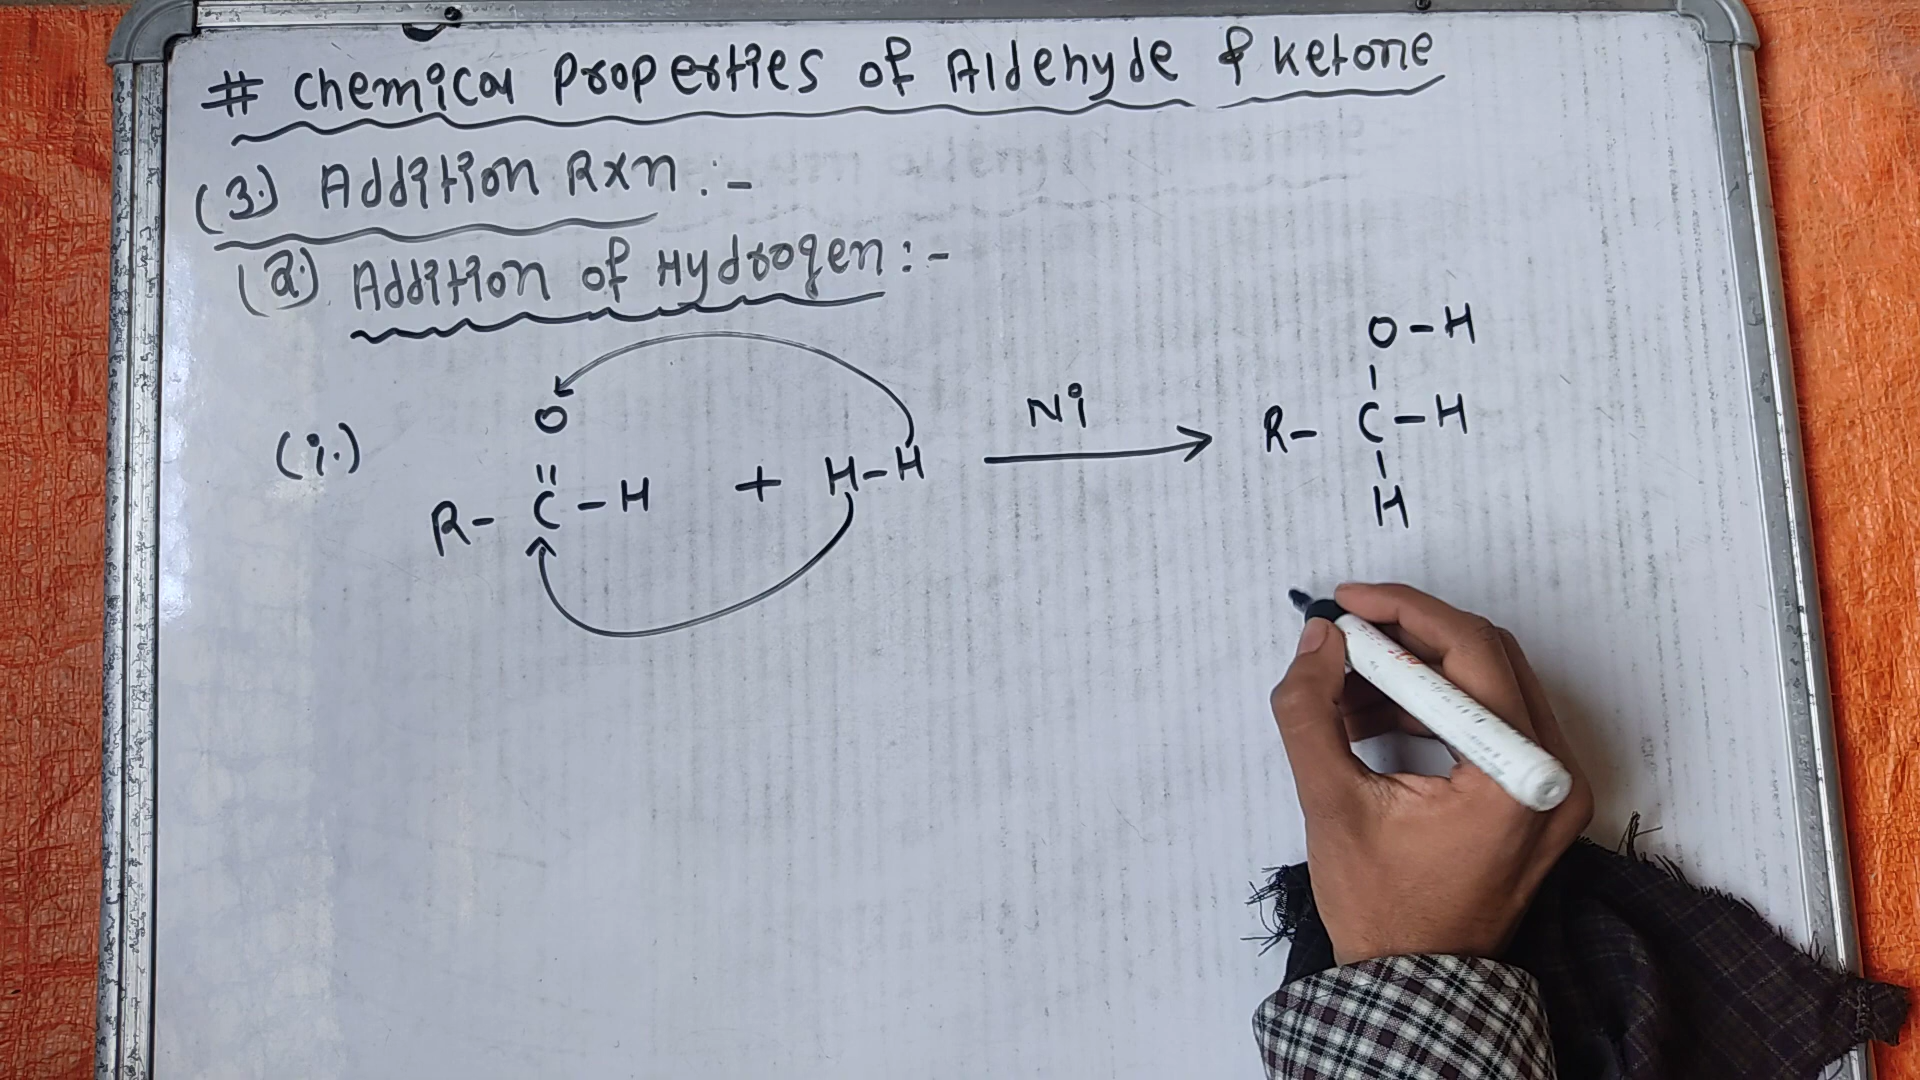 # Chemical Properties of Aldehyde & Ketone
(3.) Addition Rxn :-
(a.) Addition of Hydrogen :-
O O-H
(i.) Ni
R- C -H + H-H → R- C -H
H